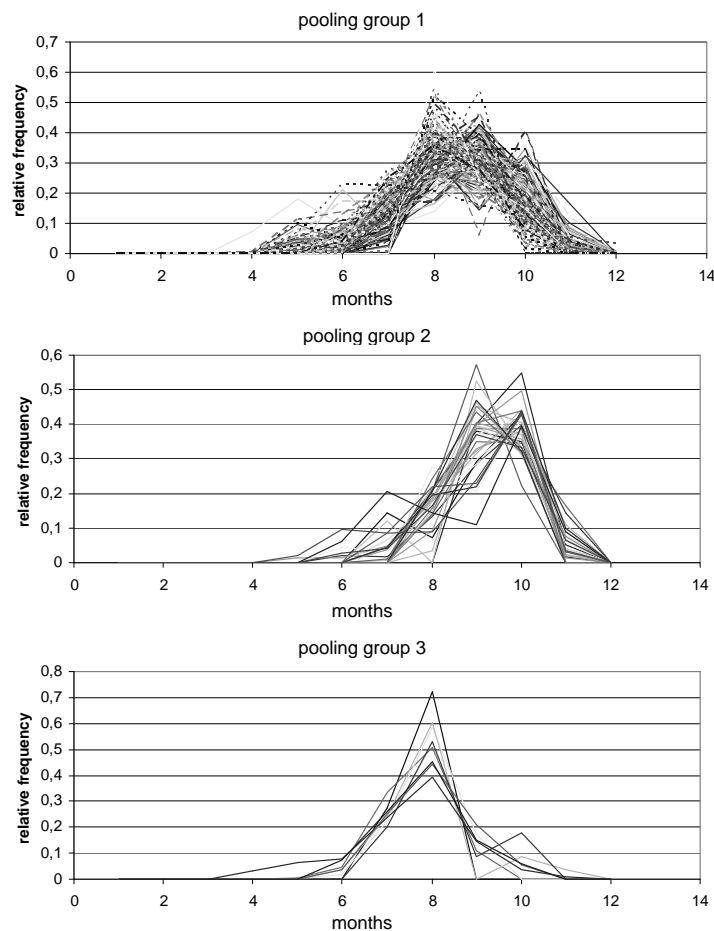 pooling group 1
0,7
0,6
0,5
0,4
0,3
0,2
0,1
0
relative frequency
0 2 4 6 8 10 12 14
months
pooling group 2
0,6
0,5
0,4
0,3
0,2
0,1
0
relative frequency
0 2 4 6 8 10 12 14
months
pooling group 3
0,8
0,7
0,6
0,5
0,4
0,3
0,2
0,1
0
relative frequency
0 2 4 6 8 10 12 14
months